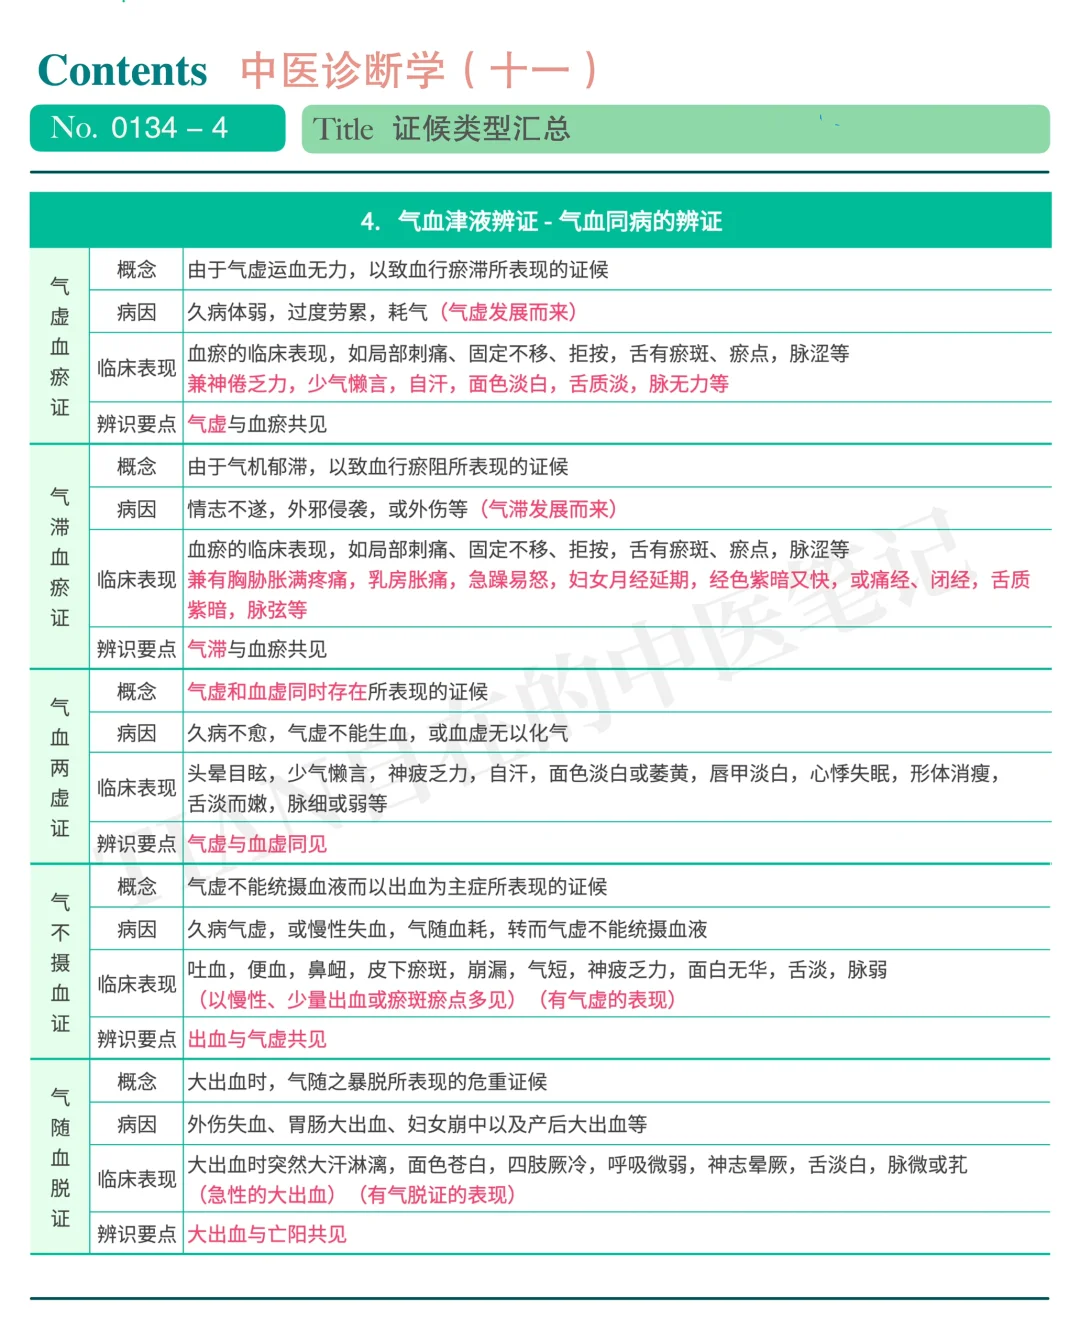 Contents 中医诊断学（十一）
No. 0134 – 4
Title 证候类型汇总
4. 气血津液辨证 - 气血同病的辨证
气虚血瘀证
概念 由于气虚运血无力，以致血行瘀滞所表现的证候
病因 久病体弱，过度劳累，耗气（气虚发展而来）
临床表现 血瘀的临床表现，如局部刺痛、固定不移、拒按，舌有瘀斑、瘀点，脉涩等
兼神倦乏力，少气懒言，自汗，面色淡白，舌质淡，脉无力等
辨识要点 气虚与血瘀共见
气滞血瘀证
概念 由于气机郁滞，以致血行瘀阻所表现的证候
病因 情志不遂，外邪侵袭，或外伤等（气滞发展而来）
临床表现 血瘀的临床表现，如局部刺痛、固定不移、拒按，舌有瘀斑、瘀点，脉涩等
兼有胸胁胀满疼痛，乳房胀痛，急躁易怒，妇女月经延期，经色紫暗又快，或痛经、闭经，舌质
紫暗，脉弦等
辨识要点 气滞与血瘀共见
气血两虚证
概念 气虚和血虚同时存在所表现的证候
病因 久病不愈，气虚不能生血，或血虚无以化气
临床表现 头晕目眩，少气懒言，神疲乏力，自汗，面色淡白或萎黄，唇甲淡白，心悸失眠，形体消瘦，
舌淡而嫩，脉细或弱等
辨识要点 气虚与血虚同见
气不摄血证
概念 气虚不能统摄血液而以出血为主症所表现的证候
病因 久病气虚，或慢性失血，气随血耗，转而气虚不能统摄血液
临床表现 吐血，便血，鼻衄，皮下瘀斑，崩漏，气短，神疲乏力，面白无华，舌淡，脉弱
（以慢性、少量出血或瘀斑瘀点多见）（有气虚的表现）
辨识要点 出血与气虚共见
气随血脱证
概念 大出血时，气随之暴脱所表现的危重证候
病因 外伤失血、胃肠大出血、妇女崩中以及产后大出血等
临床表现 大出血时突然大汗淋漓，面色苍白，四肢厥冷，呼吸微弱，神志晕厥，舌淡白，脉微或芤
（急性的大出血）（有气脱证的表现）
辨识要点 大出血与亡阳共见
TIAN自在的中医笔记